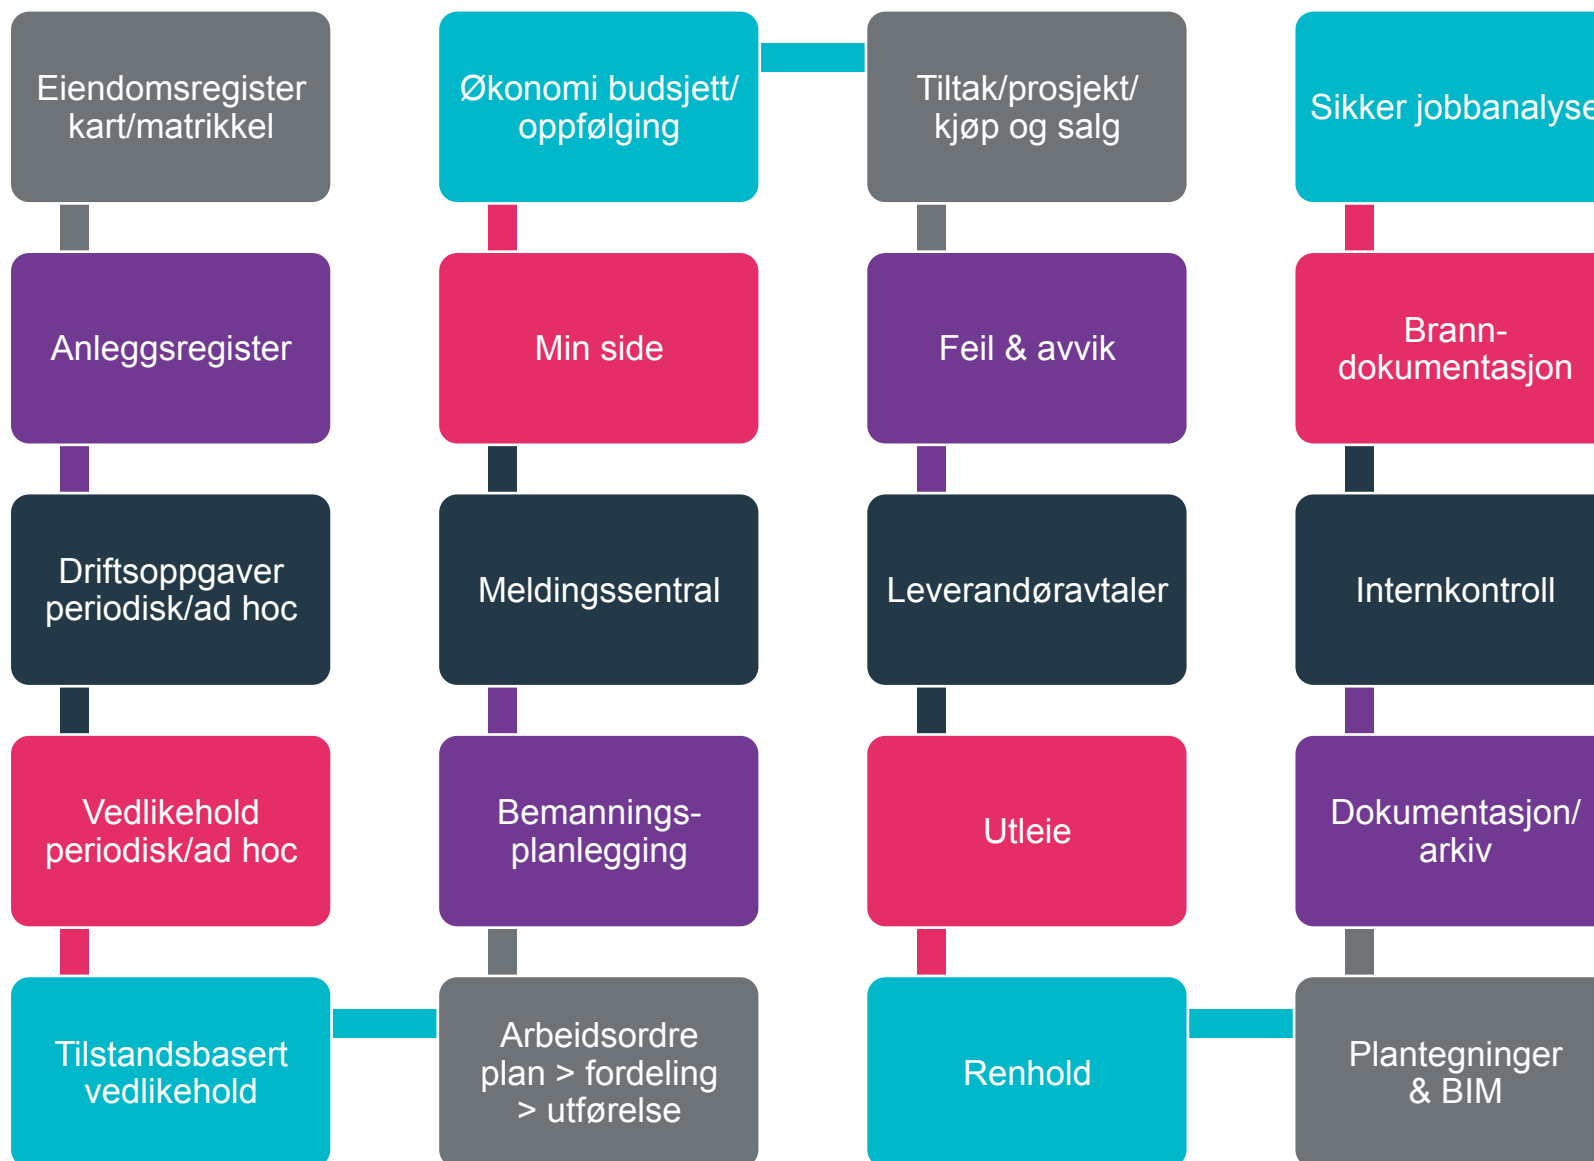 Eiendomsregister
kart/matrikkel
Anleggsregister
Driftsoppgaver
periodisk/ad hoc
Vedlikehold
periodisk/ad hoc
Tilstandsbasert
vedlikehold
Arbeidsordre
plan > fordeling
> utførelse
Bemannings-
planlegging
Meldingssentral
Min side
Økonomi budsjett/
oppfølging
Tiltak/prosjekt/
kjøp og salg
Feil & avvik
Leverandøravtaler
Utleie
Renhold
Plantegninger
& BIM
Dokumentasjon/
arkiv
Internkontroll
Brann-
dokumentasjon
Sikker jobbanalyse